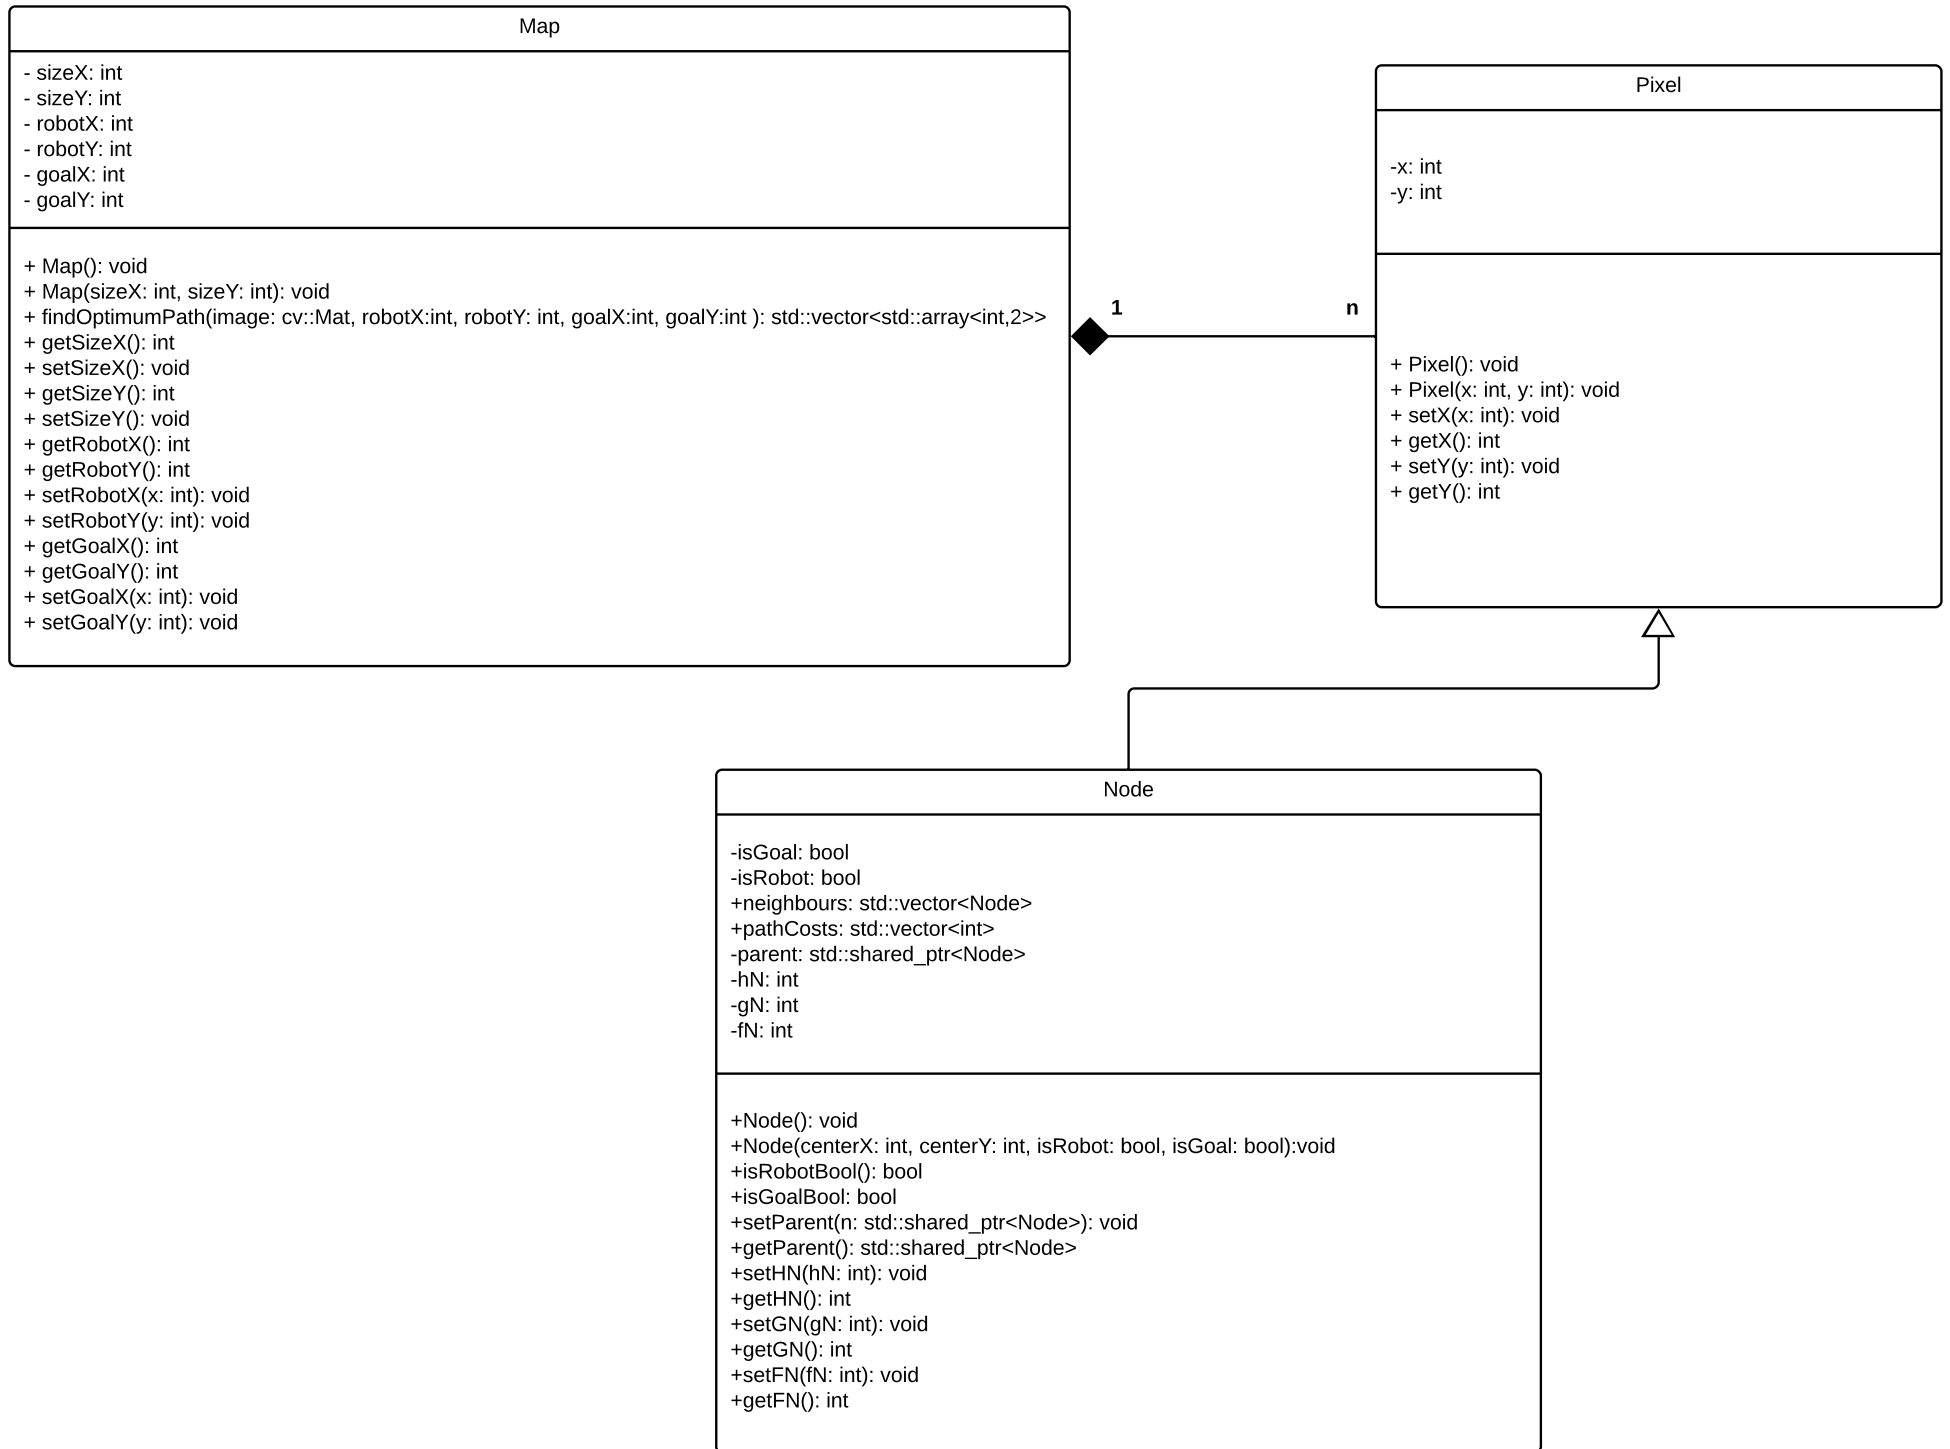 Map
- sizeX: int
- sizeY: int
- robotX: int
- robotY: int
- goalX: int
- goalY: int
+ Map(): void
+ Map(sizeX: int, sizeY: int): void
+ findOptimumPath(image: cv::Mat, robotX:int, robotY: int, goalX:int, goalY:int ): std::vector<std::array<int,2>>
+ getSizeX(): int
+ setSizeX(): void
+ getSizeY(): int
+ setSizeY(): void
+ getRobotX(): int
+ getRobotY(): int
+ setRobotX(x: int): void
+ setRobotY(y: int): void
+ getGoalX(): int
+ getGoalY(): int
+ setGoalX(x: int): void
+ setGoalY(y: int): void
1
n
Pixel
-x: int
-y: int
+ Pixel(): void
+ Pixel(x: int, y: int): void
+ setX(x: int): void
+ getX(): int
+ setY(y: int): void
+ getY(): int
Node
-isGoal: bool
-isRobot: bool
+neighbours: std::vector<Node>
+pathCosts: std::vector<int>
-parent: std::shared_ptr<Node>
-hN: int
-gN: int
-fN: int
+Node(): void
+Node(centerX: int, centerY: int, isRobot: bool, isGoal: bool):void
+isRobotBool(): bool
+isGoalBool: bool
+setParent(n: std::shared_ptr<Node>): void
+getParent(): std::shared_ptr<Node>
+setHN(hN: int): void
+getHN(): int
+setGN(gN: int): void
+getGN(): int
+setFN(fN: int): void
+getFN(): int